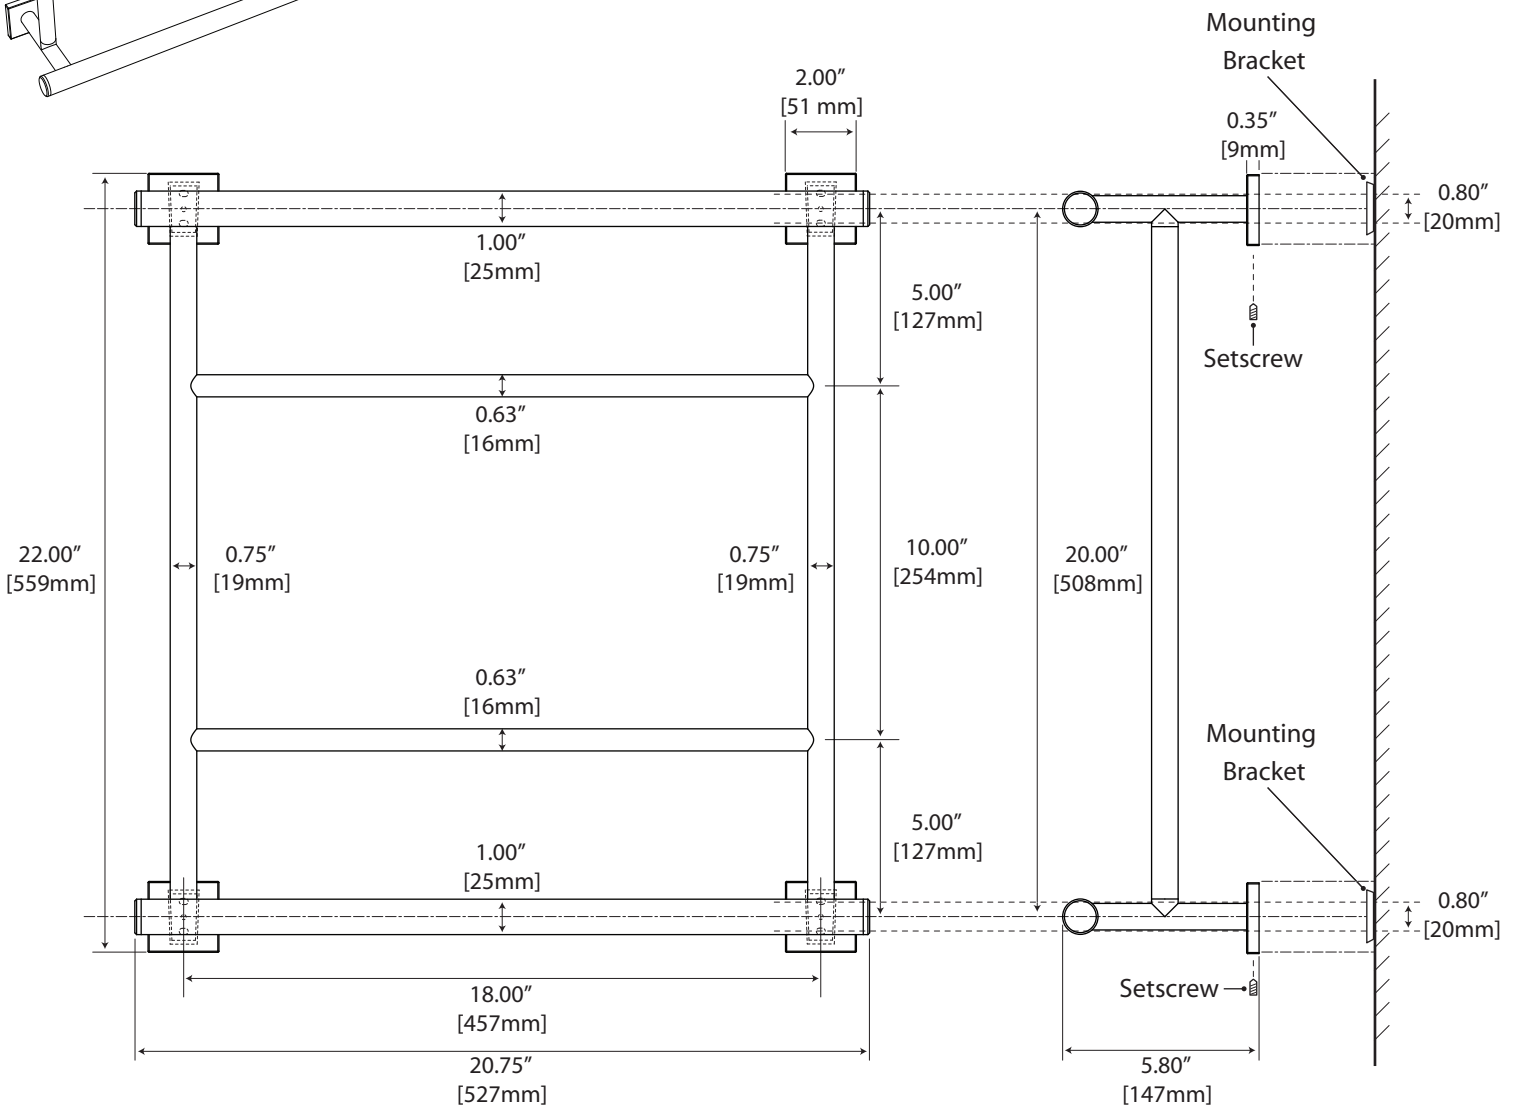 Mounting
Bracket
2.00”
[51 mm]
0.35”
[9mm]
0.80”
[20mm]
1.00”
[25mm]
5.00”
[127mm]
Setscrew
0.63”
[16mm]
22.00”
[559mm]
0.75”
[19mm]
0.75”
[19mm]
10.00”
[254mm]
20.00”
[508mm]
0.63”
[16mm]
Mounting
Bracket
5.00”
[127mm]
1.00”
[25mm]
0.80”
[20mm]
Setscrew
18.00”
[457mm]
20.75”
[527mm]
5.80”
[147mm]